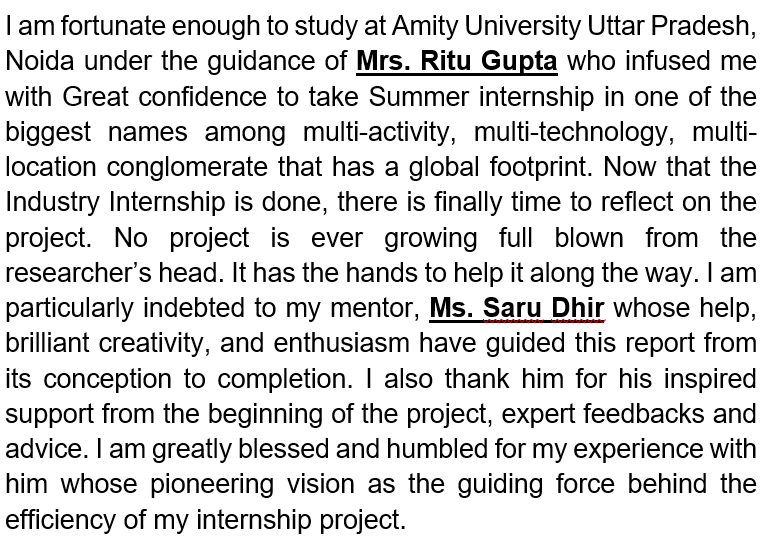 I am fortunate enough to study at Amity University Uttar Pradesh,
Noida under the guidance of Mrs. Ritu Gupta who infused me
with Great confidence to take Summer internship in one of the
biggest names among multi-activity, multi-technology, multi-
location conglomerate that has a global footprint. Now that the
Industry Internship is done, there is finally time to reflect on the
project. No project is ever growing full blown from the
researcher’s head. It has the hands to help it along the way. I am
particularly indebted to my mentor, Ms. Saru Dhir whose help,
brilliant creativity, and enthusiasm have guided this report from
its conception to completion. I also thank him for his inspired
support from the beginning of the project, expert feedbacks and
advice. I am greatly blessed and humbled for my experience with
him whose pioneering vision as the guiding force behind the
efficiency of my internship project.